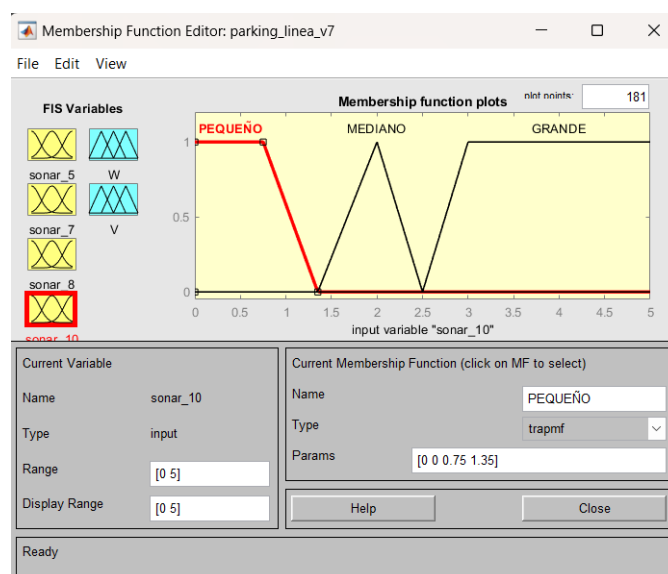 Membership Function Editor: parking_linea_v7
File Edit View
FIS Variables
Membership function plots
plot points:
181
PEQUEÑO
MEDIANO
GRANDE
sonar_5
W
sonar_7
V
sonar_8
sonar_10
1
0.5
0
0 0.5 1 1.5 2 2.5 3 3.5 4 4.5 5
input variable "sonar_10"
Current Variable
Name
sonar_10
Type
input
Range
[0 5]
Display Range
[0 5]
Current Membership Function (click on MF to select)
Name
PEQUEÑO
Type
trapmf
Params
[0 0 0.75 1.35]
Help
Close
Ready